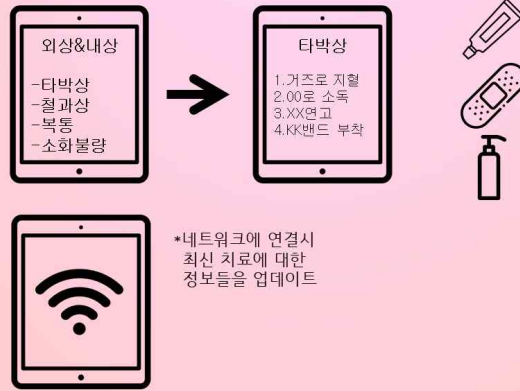 외상&내상
-타박상
-철과상
-복통
-소화불량
타박상
1.거즈로 지혈
2.00로 소독
3.XX연고
4.KK밴드 부착
*네트워크에 연결시
최신 치료에 대한
정보들을 업데이트